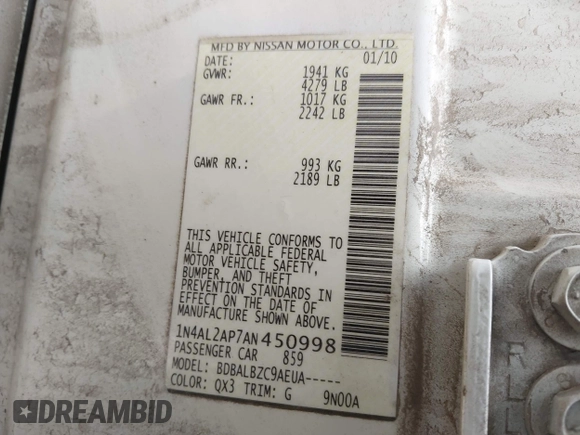 MFD BY NISSAN MOTOR CO., LTD.
DATE: 01/10
GVWR: 1941 KG
4279 LB
GAWR FR.: 1017 KG
2242 LB
GAWR RR.: 993 KG
2189 LB
THIS VEHICLE CONFORMS TO
ALL APPLICABLE FEDERAL
MOTOR VEHICLE SAFETY,
BUMPER, AND THEFT
PREVENTION STANDARDS IN
EFFECT ON THE DATE OF
MANUFACTURE SHOWN ABOVE.
1N4AL2AP7AN450998
PASSENGER CAR 859
MODEL: BDBALBZC9AEUA-----
COLOR: QX3 TRIM: G 9N00A
DREAMBID